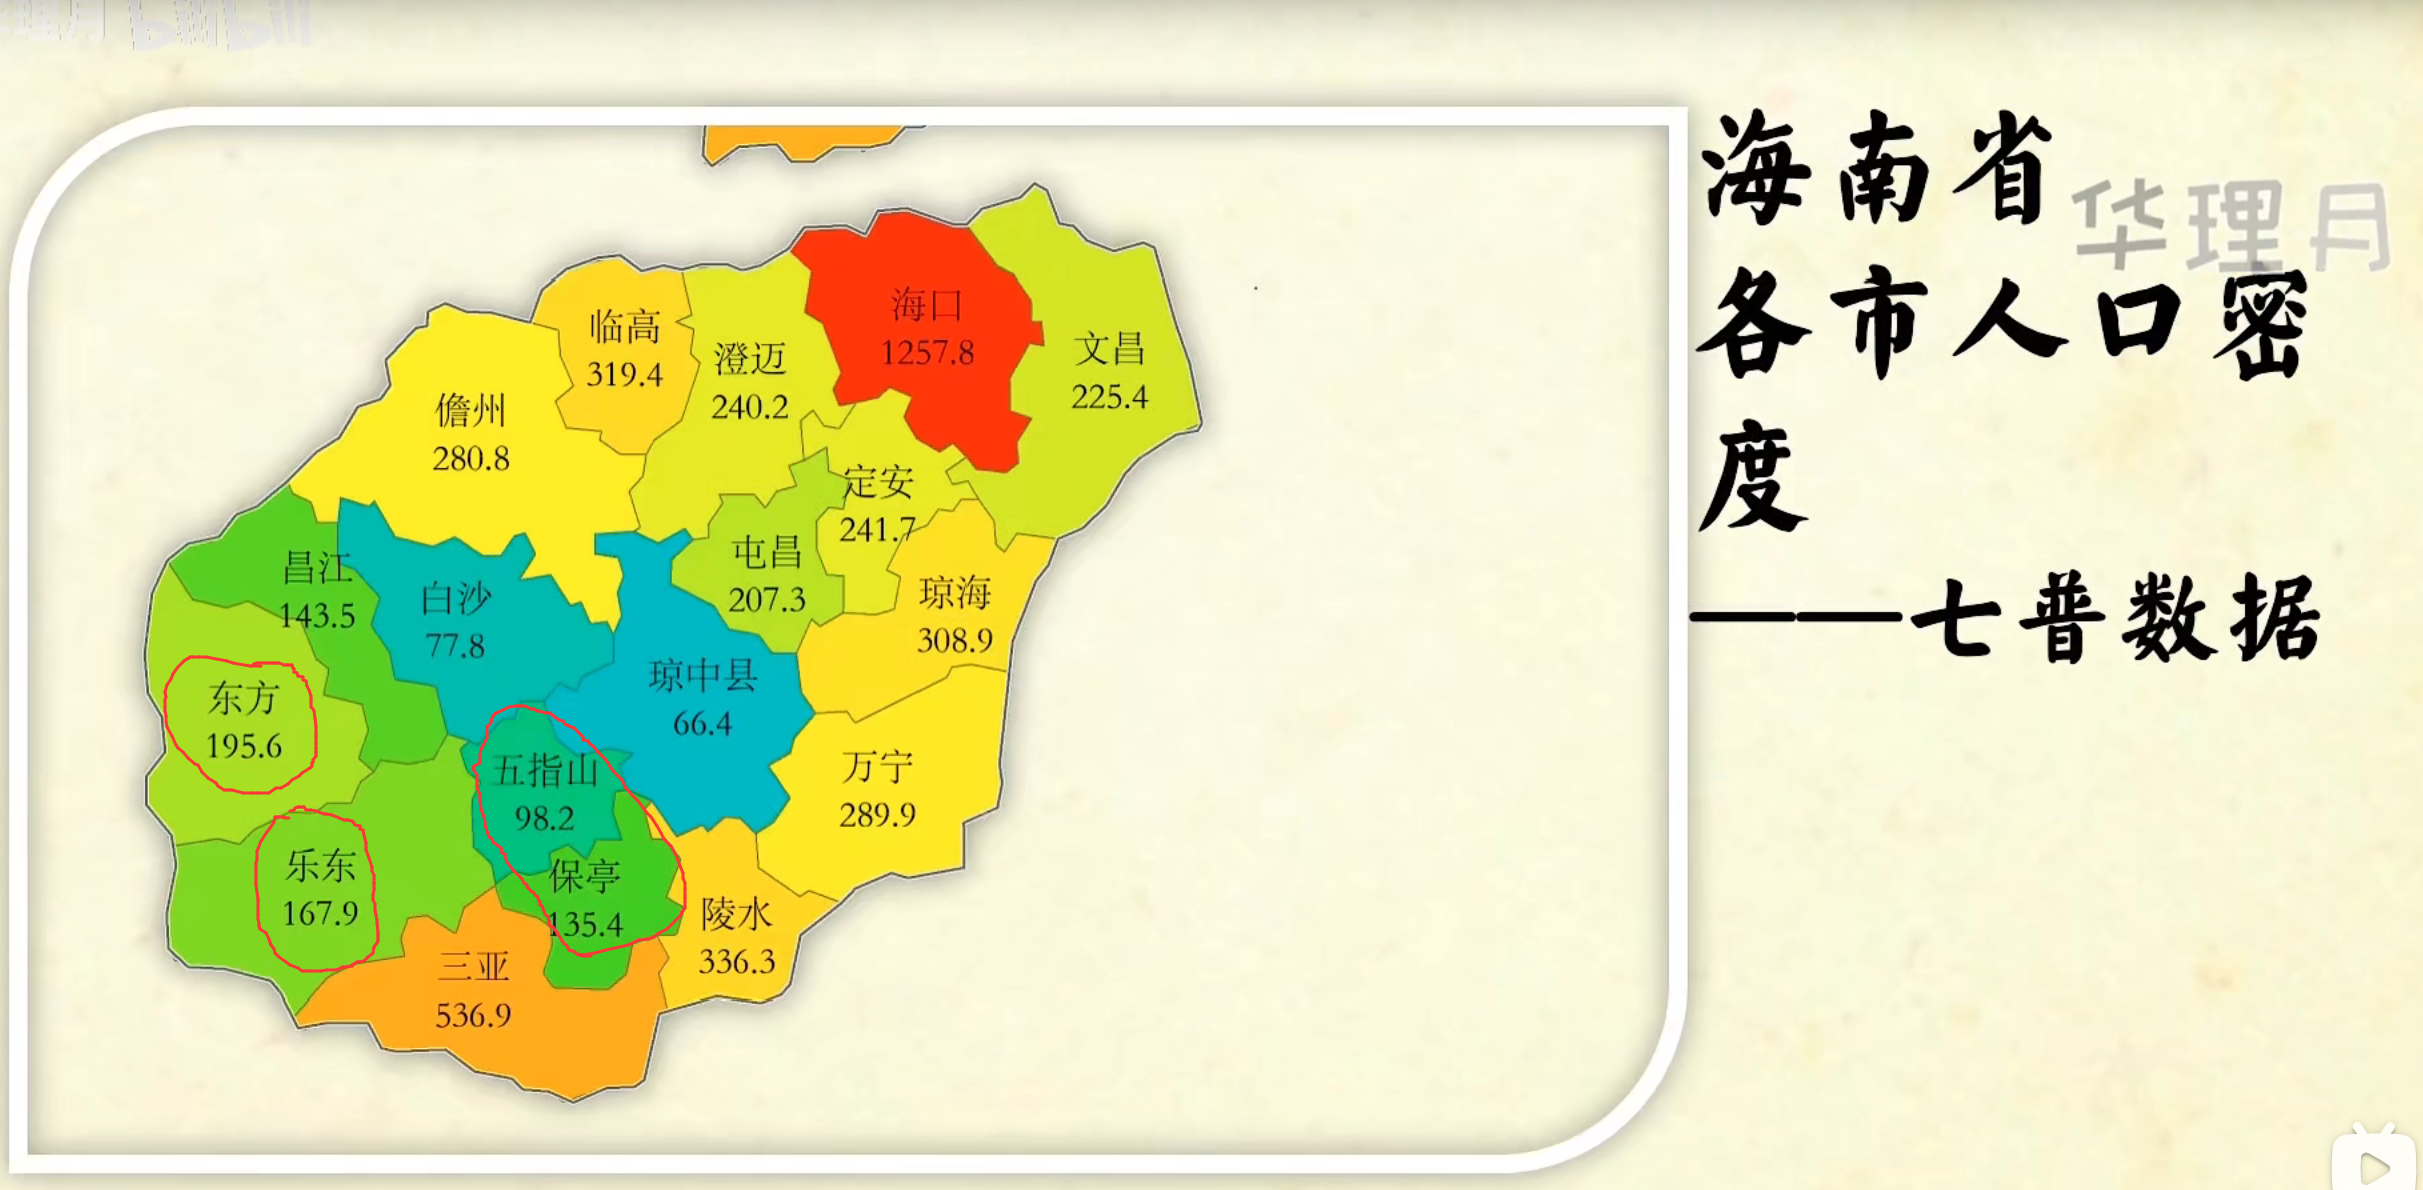 华理月 bilibili
海南省
华理月
各市人口密
度
——七普数据
海口
1257.8
文昌
225.4
临高
319.4
澄迈
240.2
儋州
280.8
定安
241.7
屯昌
207.3
琼海
308.9
昌江
143.5
白沙
77.8
琼中县
66.4
东方
195.6
五指山
98.2
万宁
289.9
乐东
167.9
保亭
135.4
陵水
336.3
三亚
536.9